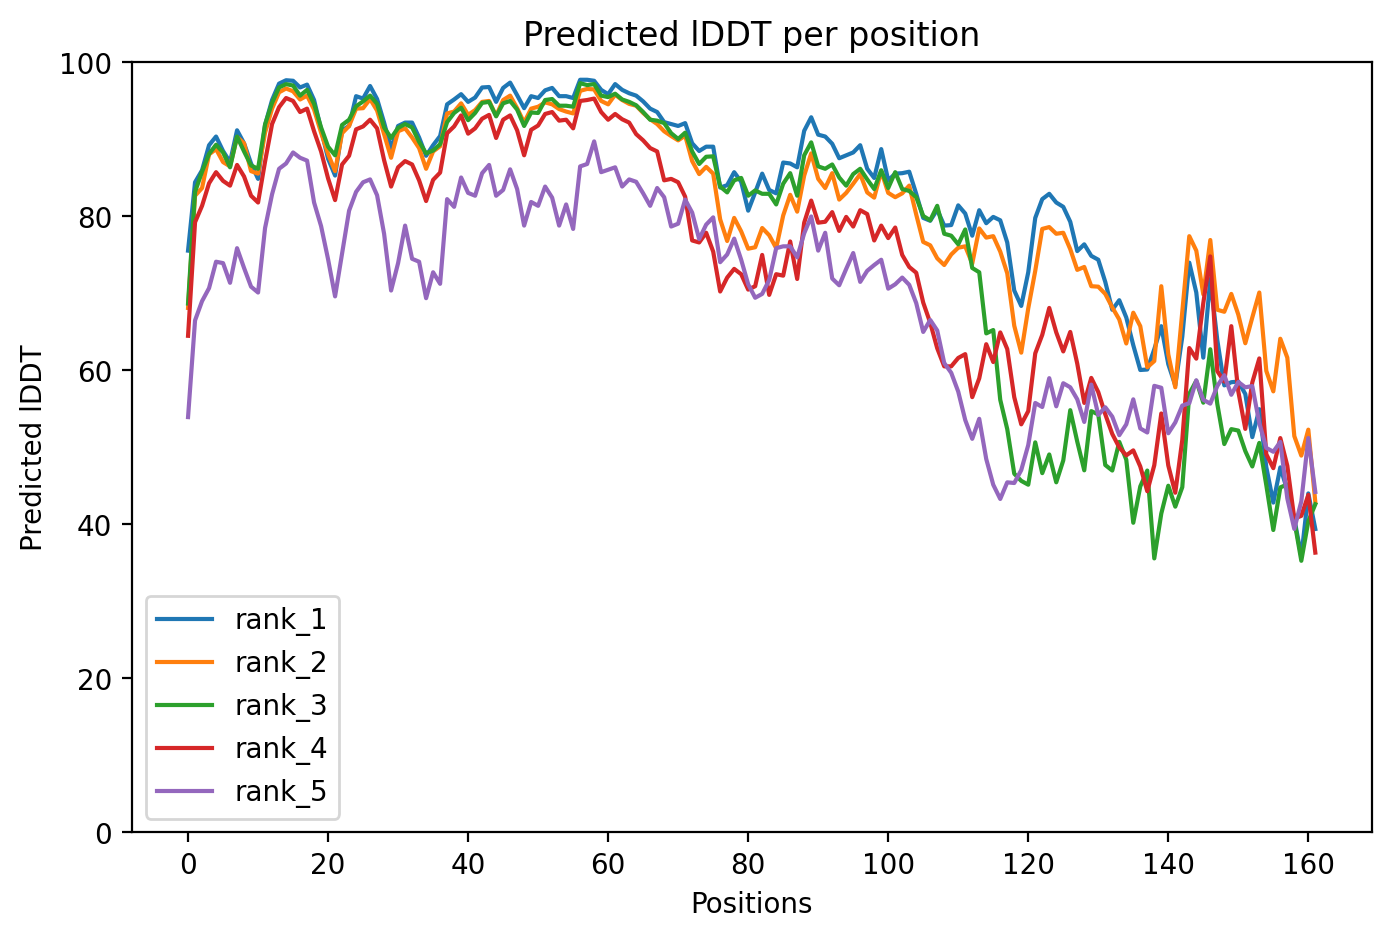 Predicted lDDT per position
100
80
60
40
20
0
Predicted lDDT
rank_1
rank_2
rank_3
rank_4
rank_5
0 20 40 60 80 100 120 140 160
Positions